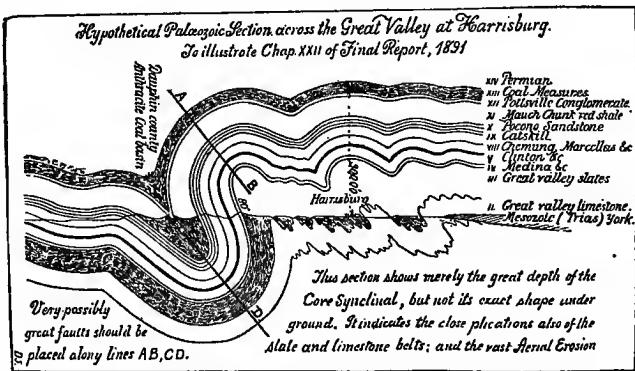 Hypothetical Palæozoic Section across the Great Valley at Harrisburg.
To illustrate Chap. XXII of Final Report, 1891
Dauphin county
Anthracite Coal basin
A
B
XIV Permian
XIII Coal Measures
XII Pottsville Conglomerate
XI Mauch Chunk red shale
X Pocono Sandstone
IX Catskill
VIII Chemung, Marcellus &c
V Clinton &c
IV Medina &c
III Great valley slates
II Great valley limestone.
Mesozoic (Trias) York.
Harrisburg
D
This section shows merely the great depth of the
Core Synclinal, but not its exact shape under
ground. It indicates the close plications also of the
slate and limestone belts; and the vast Aerial Erosion
Very possibly
great faults should be
placed along lines AB, CD.